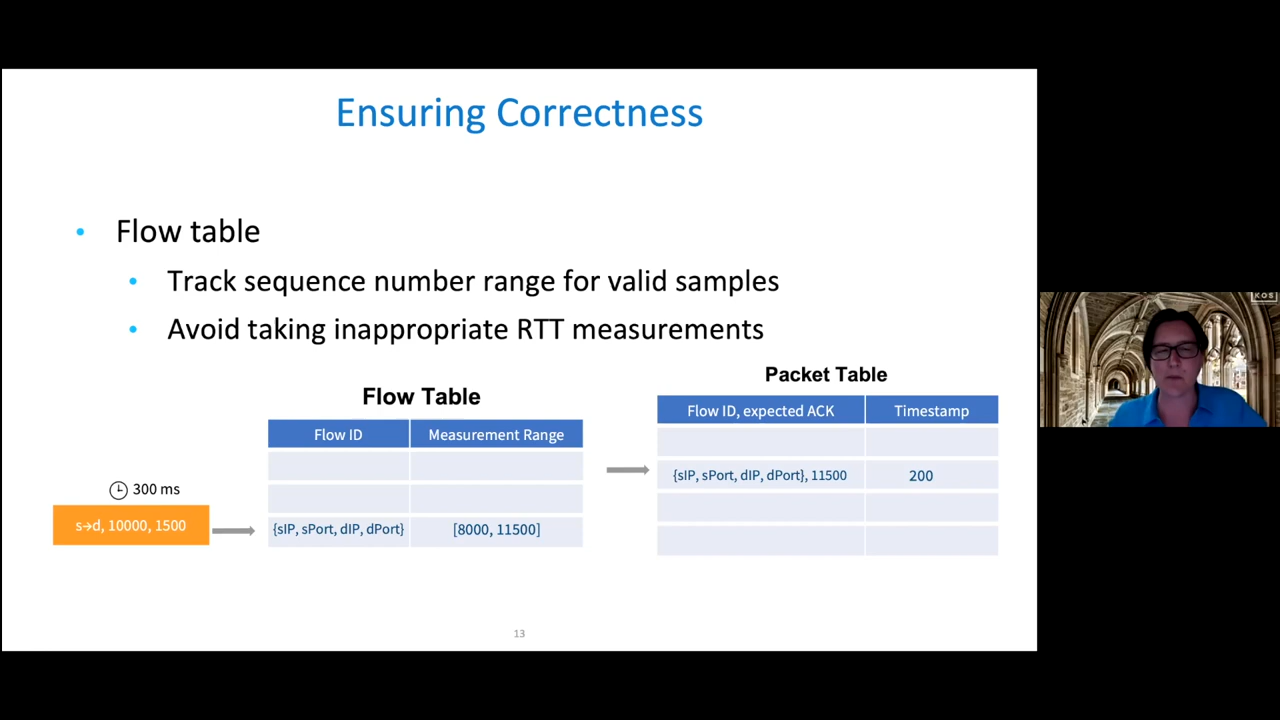 Ensuring Correctness
• Flow table
• Track sequence number range for valid samples
• Avoid taking inappropriate RTT measurements
Flow Table
Flow ID Measurement Range
{sIP, sPort, dIP, dPort} [8000, 11500]
300 ms
s→d, 10000, 1500
Packet Table
Flow ID, expected ACK Timestamp
{sIP, sPort, dIP, dPort}, 11500 200
13
KOS